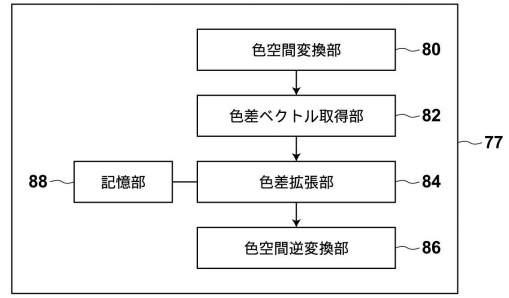 色空間変換部 80
色差ベクトル取得部 82
77
88 記憶部 色差拡張部 84
色空間逆変換部 86